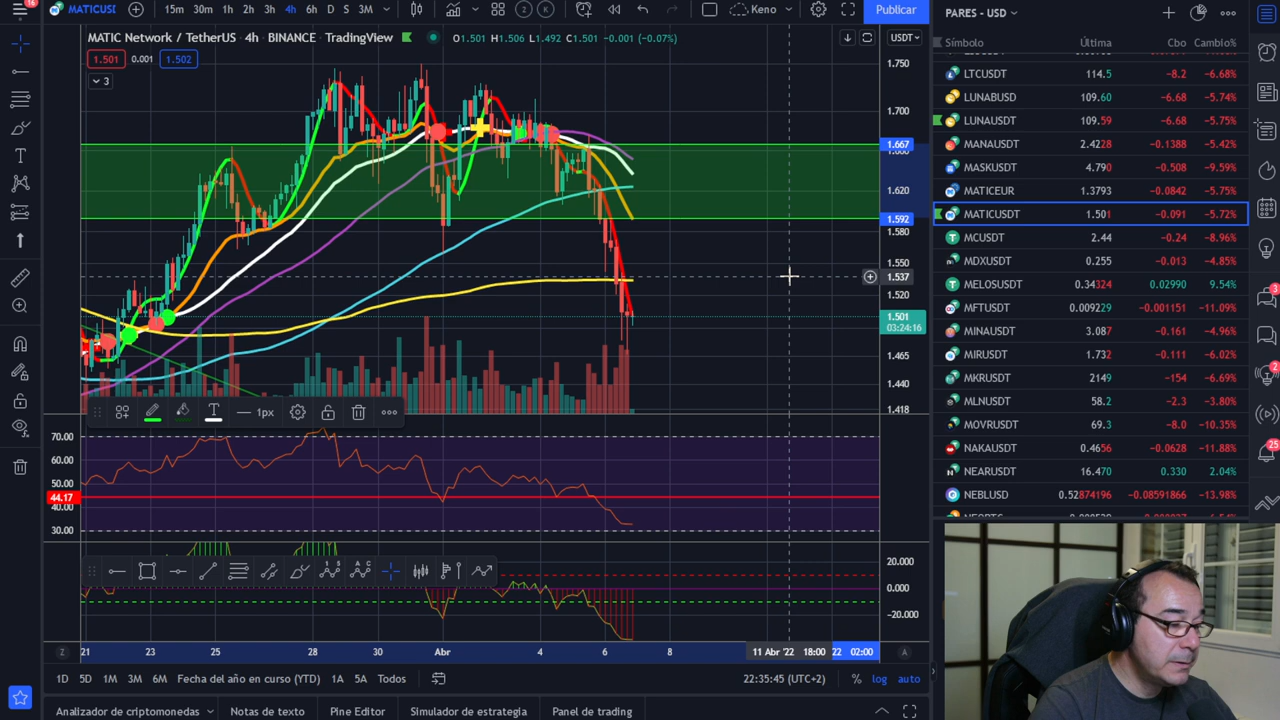 16 MATICUSD 15m 30m 1h 2h 3h 4h 6h D S 3M 2 K Keno Publicar
MATIC Network / TetherUS · 4h · BINANCE · TradingView O1.501 H1.506 L1.492 C1.501 -0.001 (-0.07%) USDT
1.501 0.001 1.502
3
1.750
1.700
1.667
1.620
1.592
1.580
1.550
1.537
1.520
1.501
03:24:16
1.465
1.440
1.418
1px
70.00
60.00
50.00
44.17
40.00
30.00
20.000
0.000
-20.000
Z 21 23 25 28 30 Abr 4 6 8 11 Abr '22 18:00 22 02:00 A
1D 5D 1M 3M 6M Fecha del año en curso (YTD) 1A 5A Todos 22:35:45 (UTC+2) % log auto
Analizador de criptomonedas Notas de texto Pine Editor Simulador de estrategia Panel de trading
PARES - USD
Símbolo Última Cbo Cambio%
LTCUSDT 114.5 -8.2 -6.68%
LUNABUSD 109.60 -6.68 -5.74%
LUNAUSDT 109.59 -6.68 -5.75%
MANAUSDT 2.4228 -0.1388 -5.42%
MASKUSDT 4.790 -0.508 -9.59%
MATICEUR 1.3793 -0.0842 -5.75%
MATICUSDT 1.501 -0.091 -5.72%
MCUSDT 2.44 -0.24 -8.96%
MDXUSDT 0.255 -0.013 -4.85%
MELOSUSDT 0.34324 0.02990 9.54%
MFTUSDT 0.009229 -0.001151 -11.09%
MINAUSDT 3.087 -0.161 -4.96%
MIRUSDT 1.732 -0.111 -6.02%
MKRUSDT 2149 -154 -6.69%
MLNUSDT 58.2 -2.3 -3.80%
MOVRUSDT 69.3 -8.0 -10.35%
NAKAUSDT 0.4656 -0.0628 -11.88%
NEARUSDT 16.470 0.330 2.04%
NEBLUSD 0.52874196 -0.08591866 -13.98%
3
2
25